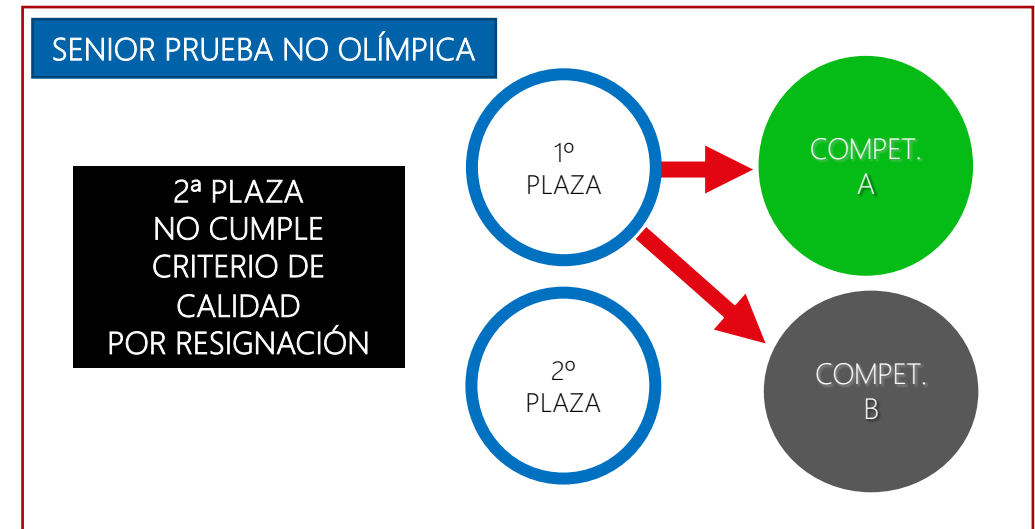 SENIOR PRUEBA NO OLÍMPICA
2ª PLAZA
NO CUMPLE
CRITERIO DE
CALIDAD
POR RESIGNACIÓN
1º
PLAZA
COMPET.
A
2º
PLAZA
COMPET.
B